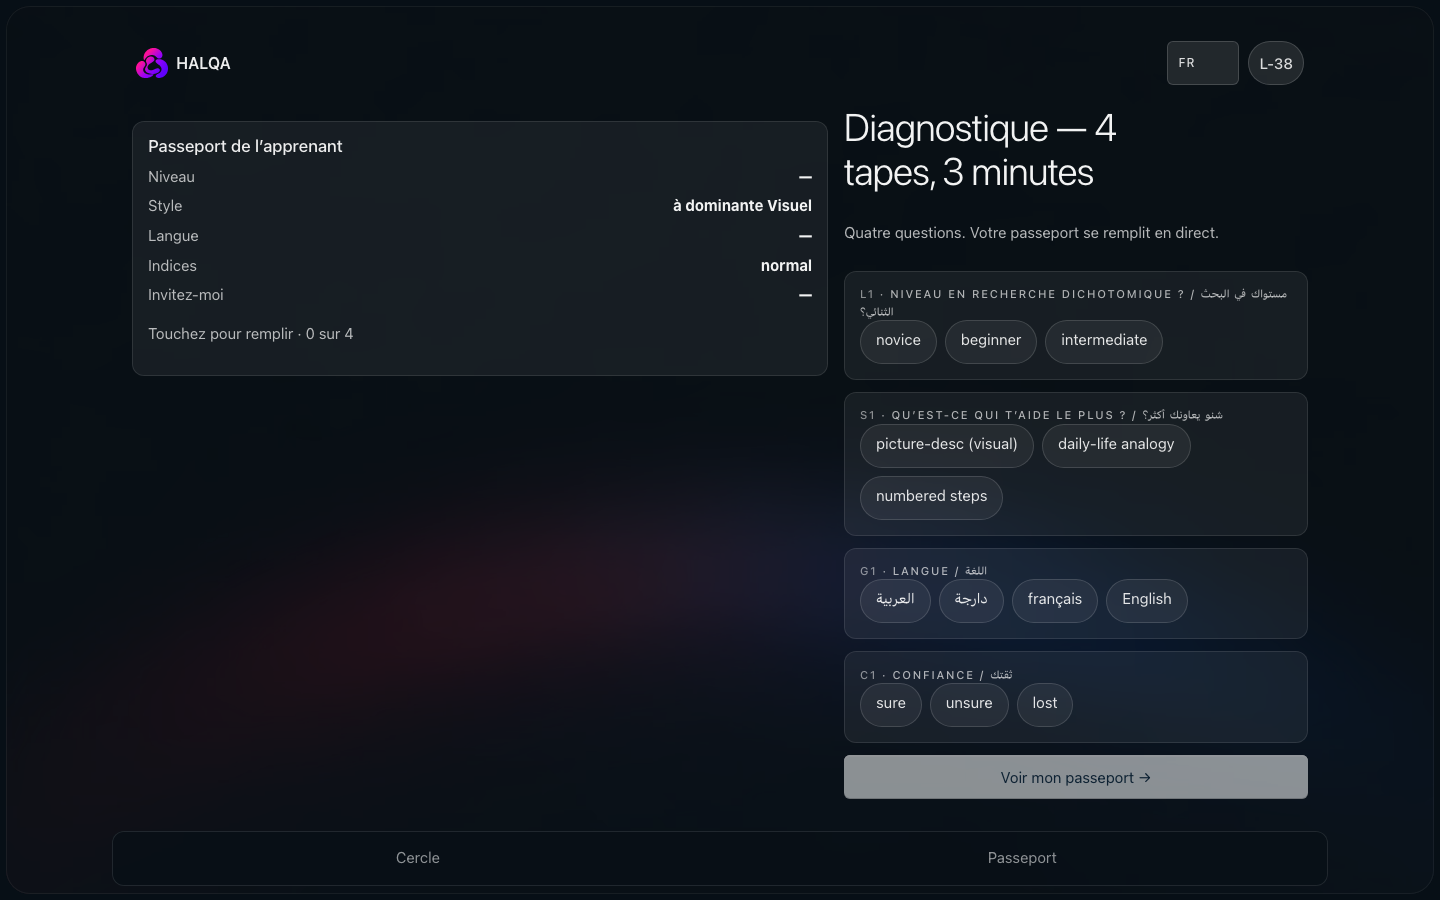 HALQA
FR
L-38
Passeport de l’apprenant
Niveau —
Style à dominante Visuel
Langue —
Indices normal
Invitez-moi —
Touchez pour remplir · 0 sur 4
Diagnostique — 4
tapes, 3 minutes
Quatre questions. Votre passeport se remplit en direct.
L1 · NIVEAU EN RECHERCHE DICHOTOMIQUE ? / مستواك في البحث
الثنائي؟
novice beginner intermediate
S1 · QU’EST-CE QUI T’AIDE LE PLUS ? / شنو يعاونك أكثر؟
picture-desc (visual) daily-life analogy
numbered steps
G1 · LANGUE / اللغة
العربية دارجة français English
C1 · CONFIANCE / ثقتك
sure unsure lost
Voir mon passeport →
Cercle Passeport